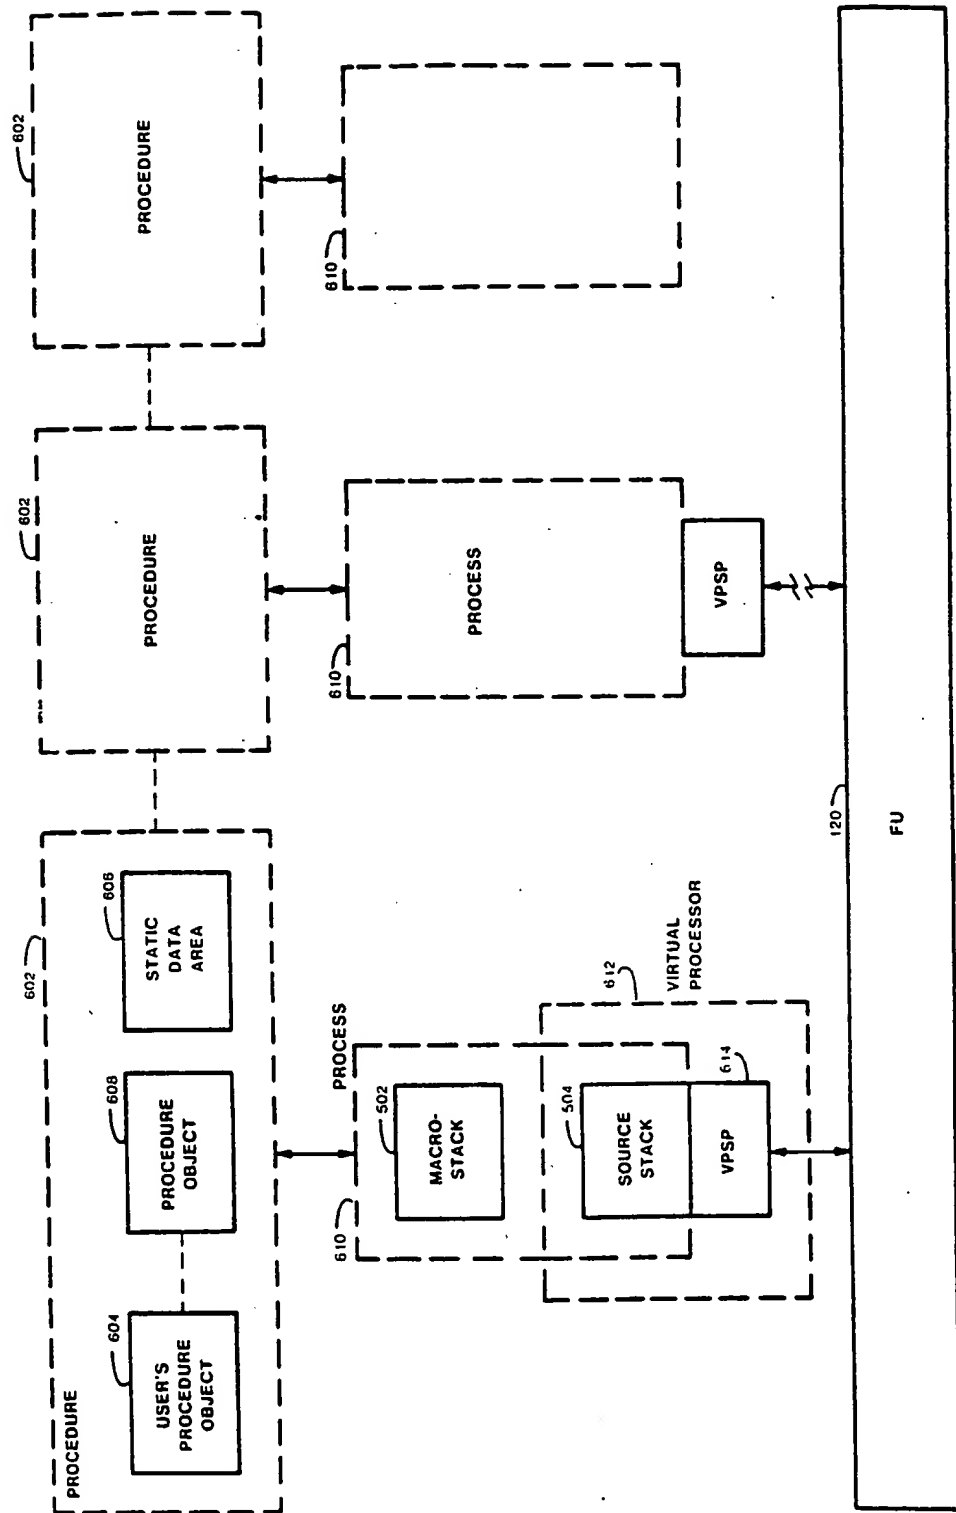 PROCEDURE
602
604
USER'S
PROCEDURE
OBJECT
608
PROCEDURE
OBJECT
606
STATIC
DATA
AREA
602
PROCEDURE
602
PROCEDURE
610
PROCESS
502
MACRO-
STACK
610
PROCESS
610
612
VIRTUAL
PROCESSOR
504
SOURCE
STACK
614
VPSP
VPSP
120
FU